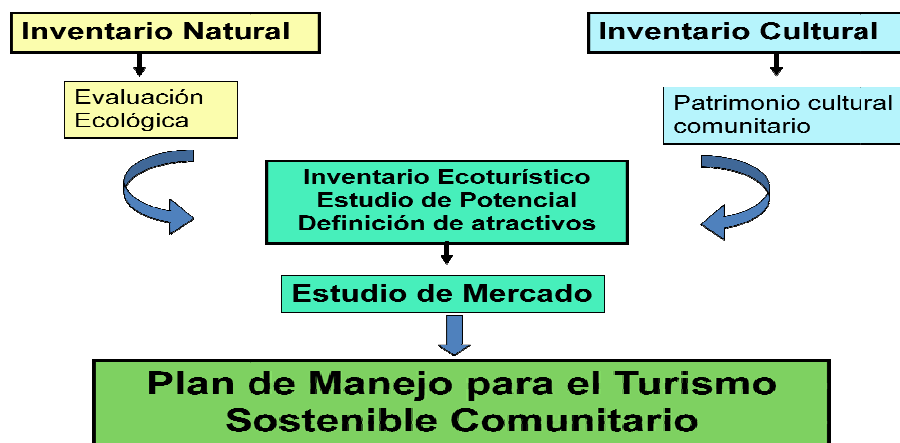 Inventario Natural
Inventario Cultural
Evaluación
Ecológica
Patrimonio cultural
comunitario
Inventario Ecoturístico
Estudio de Potencial
Definición de atractivos
Estudio de Mercado
Plan de Manejo para el Turismo
Sostenible Comunitario